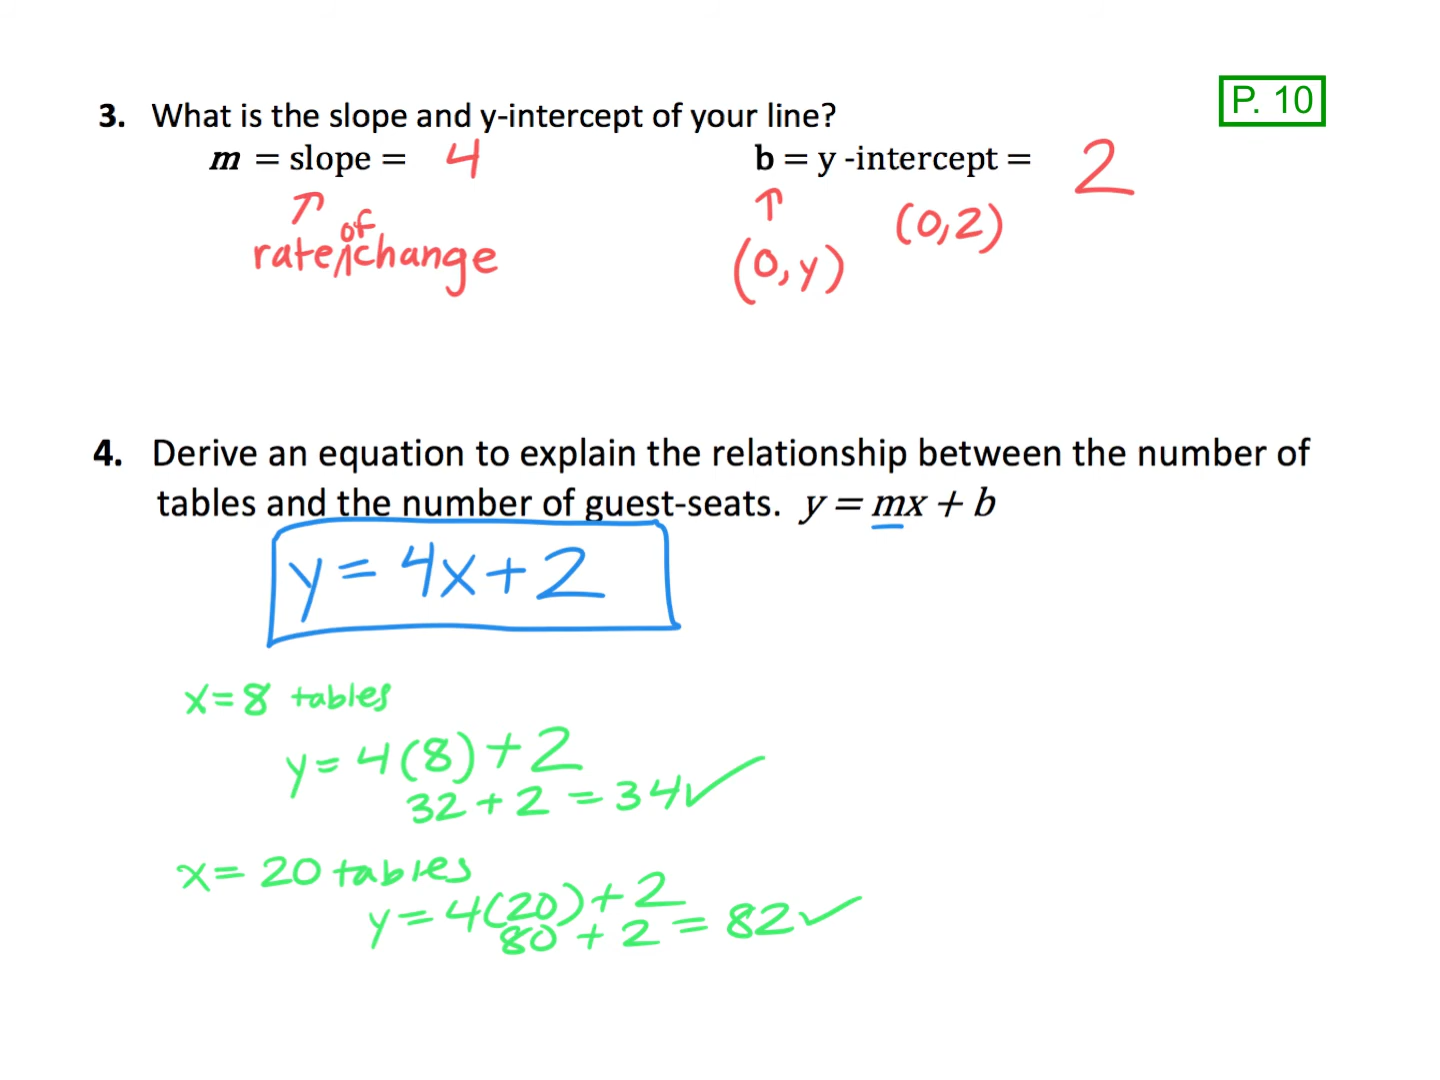 P. 10
3. What is the slope and y-intercept of your line?
m = slope = 4 b = y -intercept = 2
rate of change (0,y) (0,2)
4. Derive an equation to explain the relationship between the number of
tables and the number of guest-seats. y = mx + b
y = 4x+2
x=8 tables
y= 4(8)+2
32+2 = 34✓
x= 20 tables
y= 4(20)+2
80 + 2 = 82✓